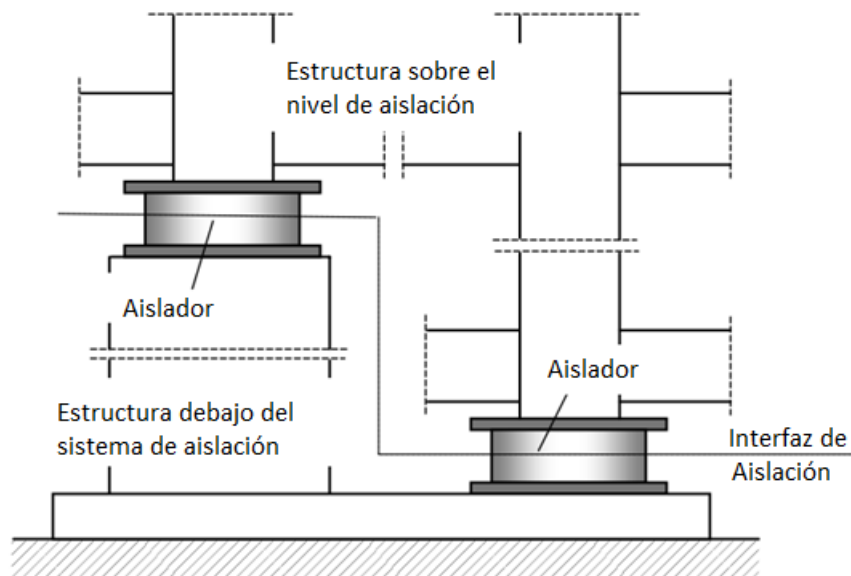 Estructura sobre el
nivel de aislación
Aislador
Aislador
Estructura debajo del
sistema de aislación
Interfaz de
Aislación